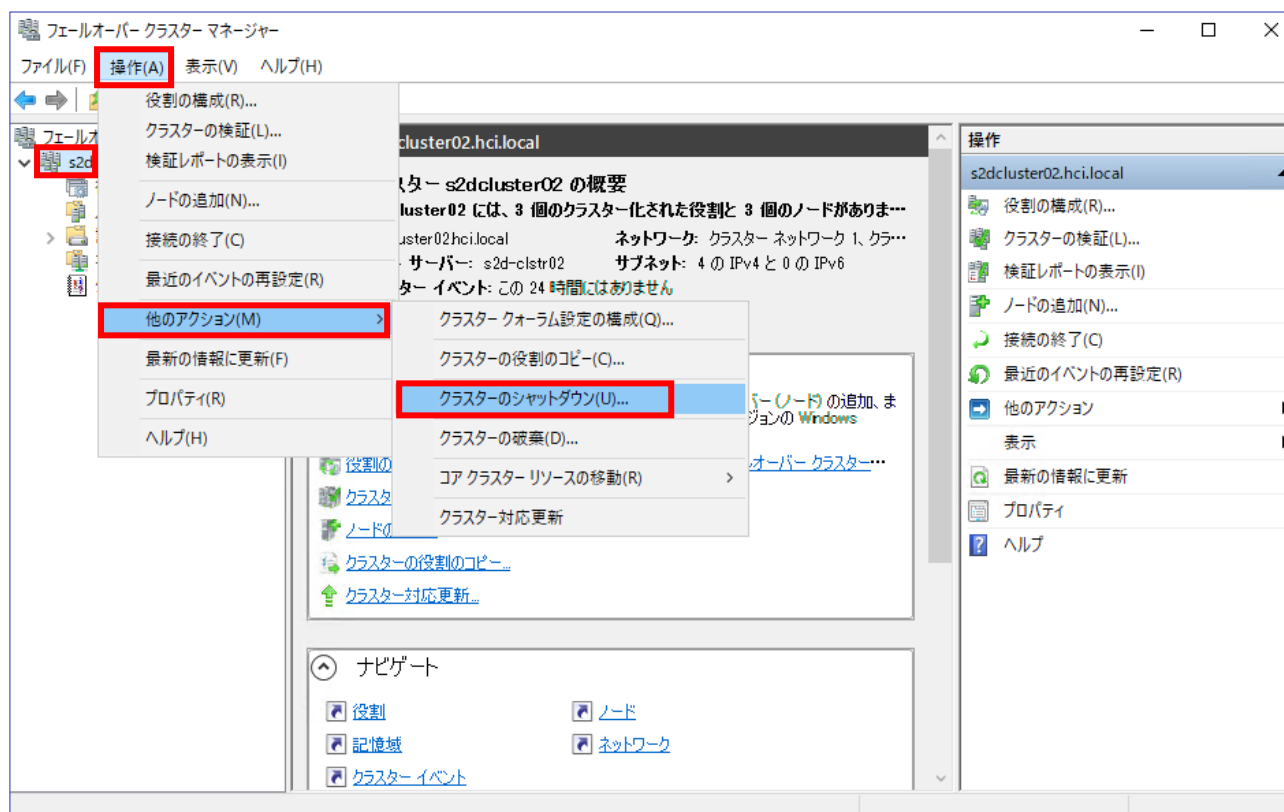 フェールオーバー クラスター マネージャー
ファイル(F) 操作(A) 表示(V) ヘルプ(H)
役割の構成(R)...
クラスターの検証(L)...
検証レポートの表示(I)
ノードの追加(N)...
接続の終了(C)
最近のイベントの再設定(R)
他のアクション(M)
最新の情報に更新(F)
プロパティ(R)
ヘルプ(H)
フェールオ
s2d
cluster02.hci.local
スター s2dcluster02 の概要
luster02 には、3 個のクラスター化された役割と 3 個のノードがありま…
uster02.hci.local ネットワーク: クラスター ネットワーク 1、クラ…
サーバー: s2d-clstr02 サブネット: 4 の IPv4 と 0 の IPv6
ター イベント: この 24 時間にはありません
クラスター クォーラム設定の構成(Q)...
クラスターの役割のコピー(C)...
クラスターのシャットダウン(U)...
クラスターの破棄(D)...
コア クラスター リソースの移動(R)
クラスター対応更新
バー (ノード) の追加、ま
ジョンの Windows
オーバー クラスター…
役割の
クラスタ
ノードの
クラスターの役割のコピー...
クラスター対応更新...
ナビゲート
役割 ノード
記憶域 ネットワーク
クラスター イベント
操作
s2dcluster02.hci.local
役割の構成(R)...
クラスターの検証(L)...
検証レポートの表示(I)
ノードの追加(N)...
接続の終了(C)
最近のイベントの再設定(R)
他のアクション
表示
最新の情報に更新
プロパティ
ヘルプ